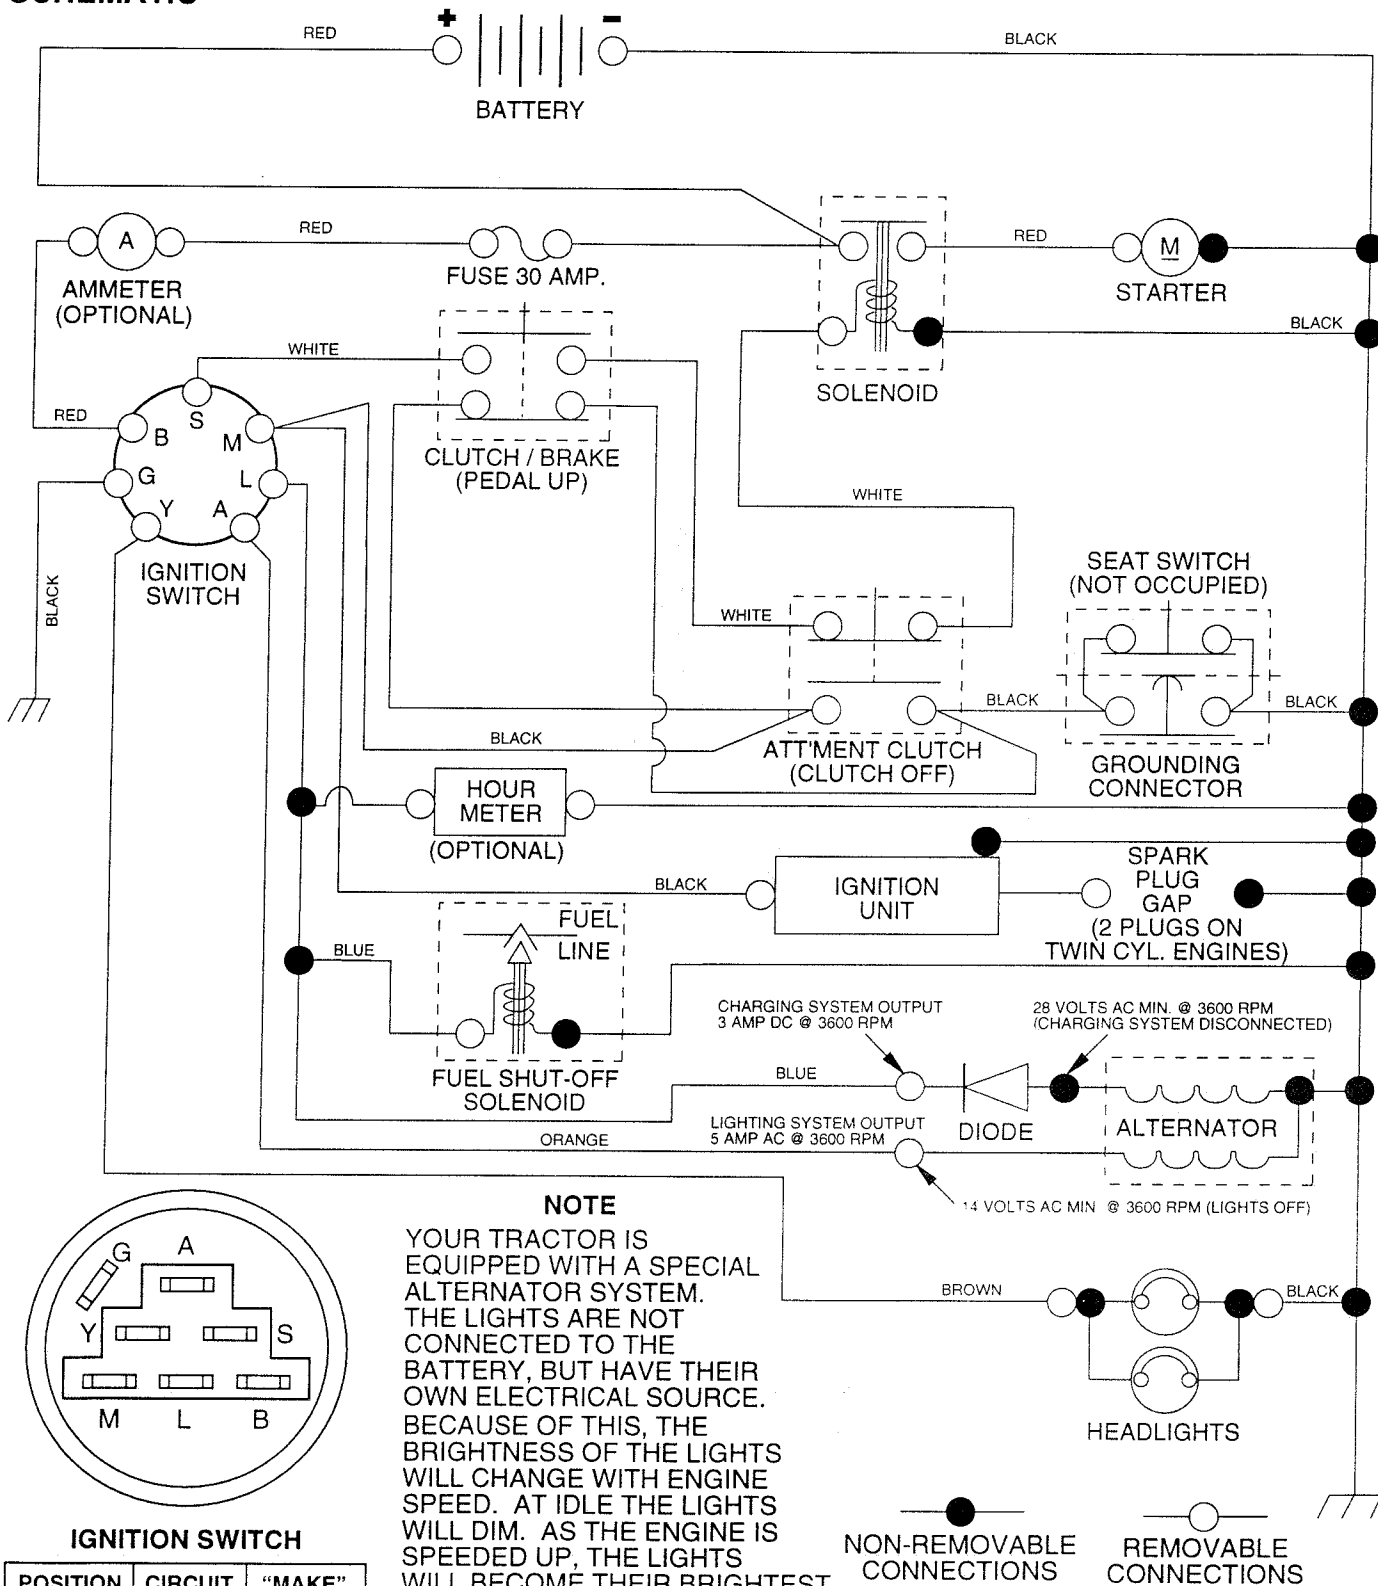 + -
RED
BLACK
BATTERY
A
RED
RED
M
AMMETER
(OPTIONAL)
FUSE 30 AMP.
STARTER
BLACK
WHITE
SOLENOID
RED
S
B
M
G
L
Y
A
CLUTCH / BRAKE
(PEDAL UP)
WHITE
IGNITION
SWITCH
BLACK
SEAT SWITCH
(NOT OCCUPIED)
WHITE
BLACK
BLACK
BLACK
ATT'MENT CLUTCH
(CLUTCH OFF)
GROUNDING
CONNECTOR
HOUR
METER
(OPTIONAL)
BLACK
IGNITION
UNIT
SPARK
PLUG
GAP
(2 PLUGS ON
TWIN CYL. ENGINES)
FUEL
LINE
BLUE
CHARGING SYSTEM OUTPUT
3 AMP DC @ 3600 RPM
28 VOLTS AC MIN. @ 3600 RPM
(CHARGING SYSTEM DISCONNECTED)
FUEL SHUT-OFF
SOLENOID
BLUE
DIODE
ALTERNATOR
LIGHTING SYSTEM OUTPUT
5 AMP AC @ 3600 RPM
ORANGE
14 VOLTS AC MIN @ 3600 RPM (LIGHTS OFF)
BROWN
BLACK
HEADLIGHTS
G
A
Y
S
M L B
NOTE
YOUR TRACTOR IS
EQUIPPED WITH A SPECIAL
ALTERNATOR SYSTEM.
THE LIGHTS ARE NOT
CONNECTED TO THE
BATTERY, BUT HAVE THEIR
OWN ELECTRICAL SOURCE.
BECAUSE OF THIS, THE
BRIGHTNESS OF THE LIGHTS
WILL CHANGE WITH ENGINE
SPEED. AT IDLE THE LIGHTS
WILL DIM. AS THE ENGINE IS
SPEEDED UP, THE LIGHTS
WILL BECOME THEIR BRIGHTEST
NON-REMOVABLE
CONNECTIONS
REMOVABLE
CONNECTIONS
IGNITION SWITCH
POSITION CIRCUIT "MAKE"